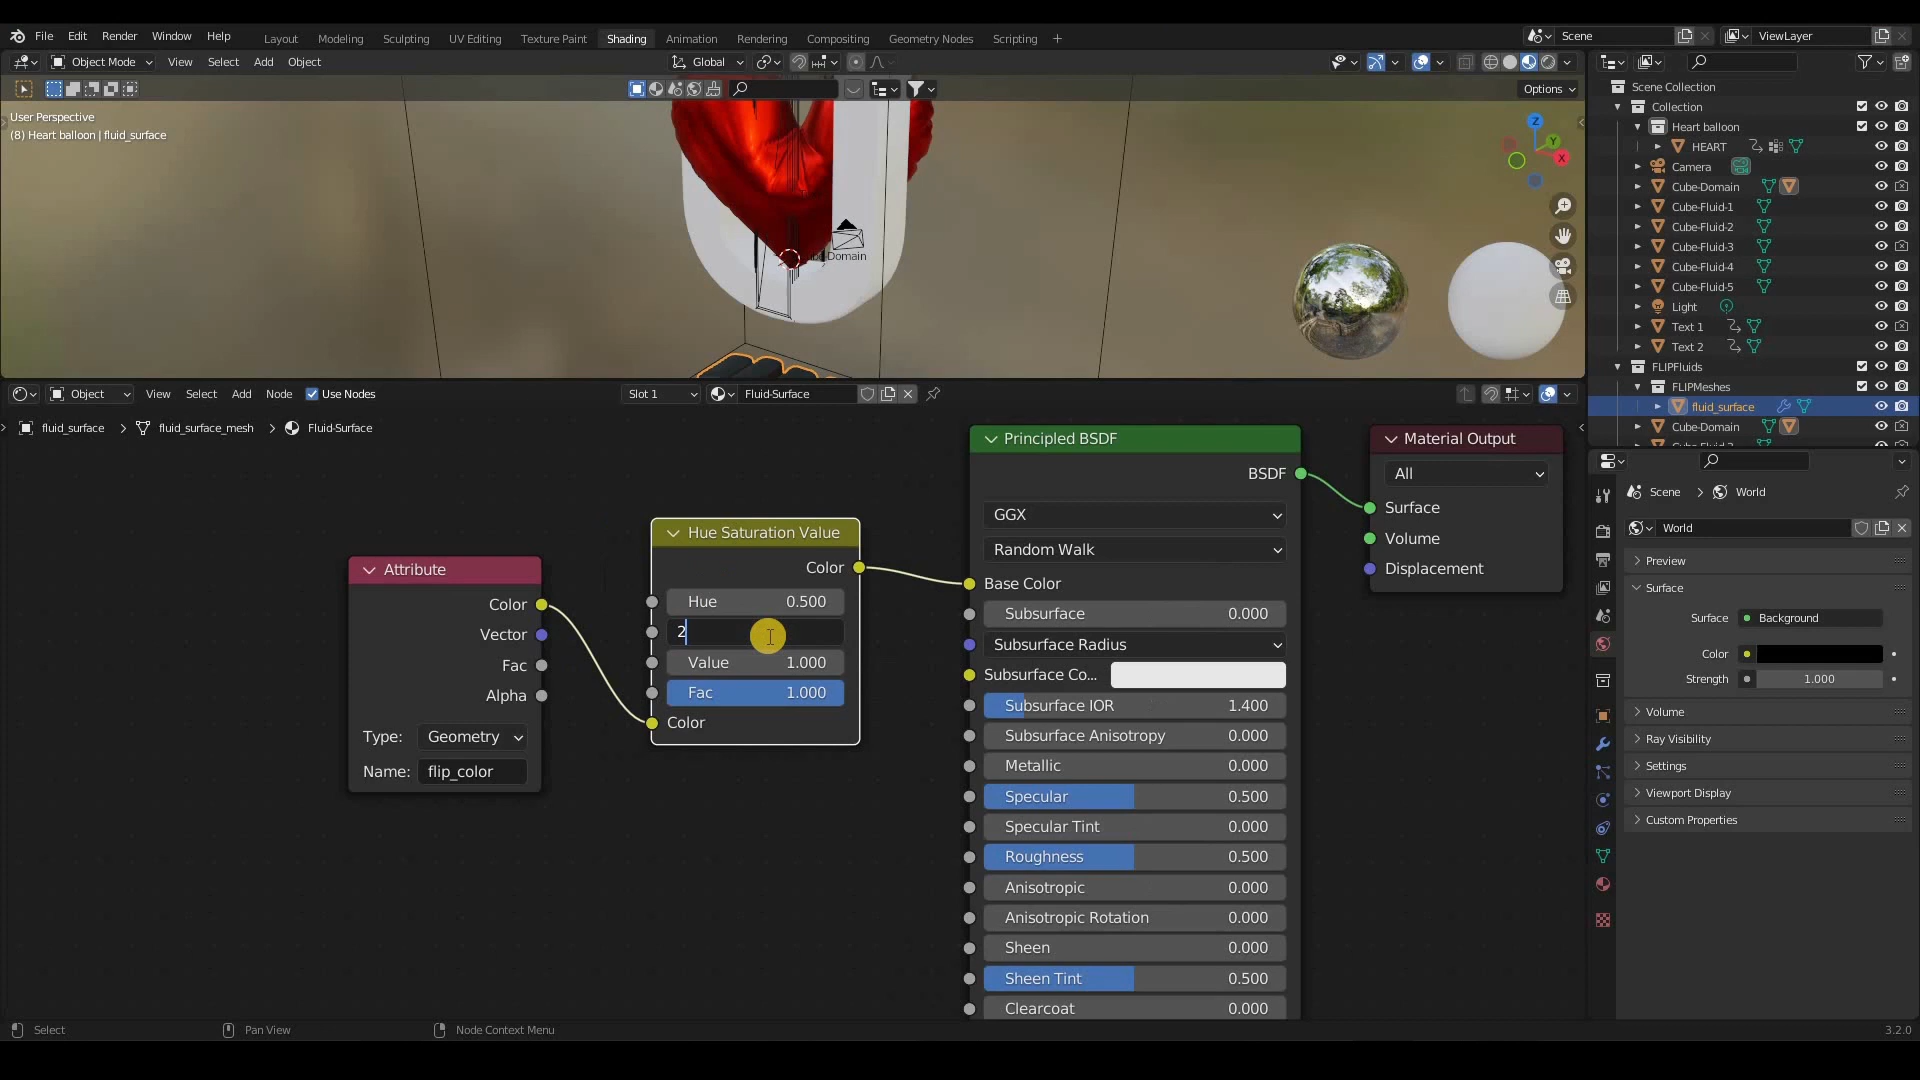 File Edit Render Window Help
Layout Modeling Sculpting UV Editing Texture Paint Shading Animation Rendering Compositing Geometry Nodes Scripting +
Scene
ViewLayer
Object Mode View Select Add Object
Global
Options
User Perspective
(8) Heart balloon | fluid_surface
Z
Y
X
Domain
Scene Collection
Collection
Heart balloon
HEART
Camera
Cube-Domain
Cube-Fluid-1
Cube-Fluid-2
Cube-Fluid-3
Cube-Fluid-4
Cube-Fluid-5
Light
Text 1
Text 2
FLIPFluids
FLIPMeshes
fluid_surface
Cube-Domain
Object View Select Add Node Use Nodes
Slot 1
Fluid-Surface
fluid_surface > fluid_surface_mesh > Fluid-Surface
Attribute
Color
Vector
Fac
Alpha
Type: Geometry
Name: flip_color
Hue Saturation Value
Color
Hue 0.500
2
Value 1.000
Fac 1.000
Color
Principled BSDF
BSDF
GGX
Random Walk
Base Color
Subsurface 0.000
Subsurface Radius
Subsurface Co...
Subsurface IOR 1.400
Subsurface Anisotropy 0.000
Metallic 0.000
Specular 0.500
Specular Tint 0.000
Roughness 0.500
Anisotropic 0.000
Anisotropic Rotation 0.000
Sheen 0.000
Sheen Tint 0.500
Clearcoat 0.000
Material Output
All
Surface
Volume
Displacement
Scene > World
World
Preview
Surface
Surface Background
Color
Strength 1.000
Volume
Ray Visibility
Settings
Viewport Display
Custom Properties
Select
Pan View
Node Context Menu
3.2.0